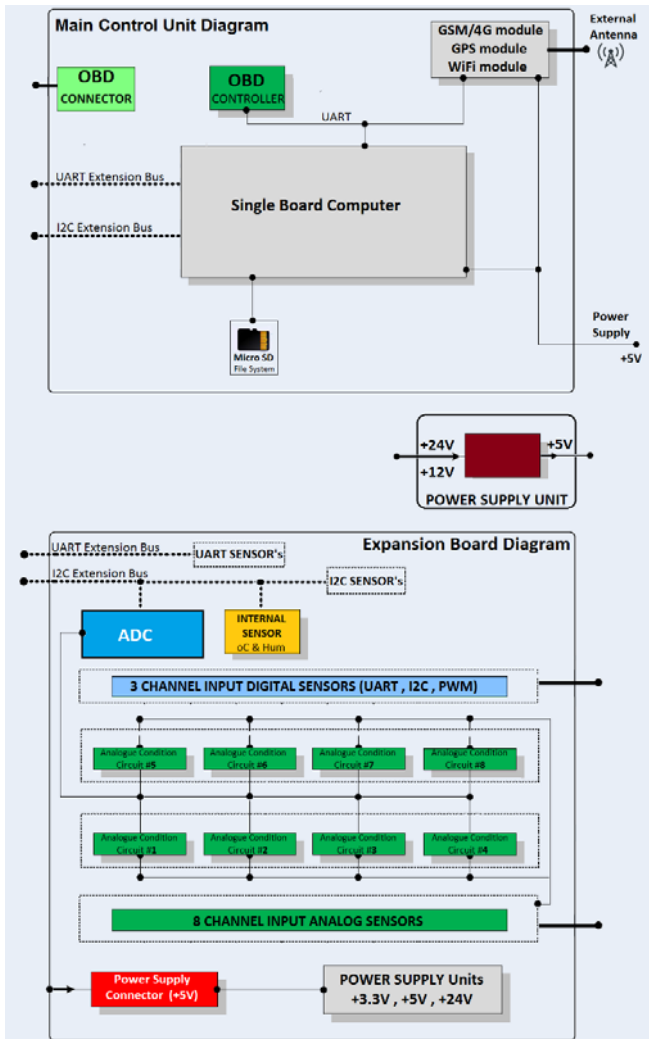 Main Control Unit Diagram
GSM/4G module
GPS module
WiFi module
External
Antenna
OBD
CONNECTOR
OBD
CONTROLLER
UART
UART Extension Bus
Single Board Computer
I2C Extension Bus
Micro SD
File System
Power
Supply
+5V
+24V
+5V
+12V
POWER SUPPLY UNIT
Expansion Board Diagram
UART Extension Bus
UART SENSOR's
I2C Extension Bus
I2C SENSOR's
ADC
INTERNAL
SENSOR
oC & Hum
3 CHANNEL INPUT DIGITAL SENSORS (UART , I2C , PWM)
Analogue Condition
Circuit #5
Analogue Condition
Circuit #6
Analogue Condition
Circuit #7
Analogue Condition
Circuit #8
Analogue Condition
Circuit #1
Analogue Condition
Circuit #2
Analogue Condition
Circuit #3
Analogue Condition
Circuit #4
8 CHANNEL INPUT ANALOG SENSORS
Power Supply
Connector (+5V)
POWER SUPPLY Units
+3.3V , +5V , +24V